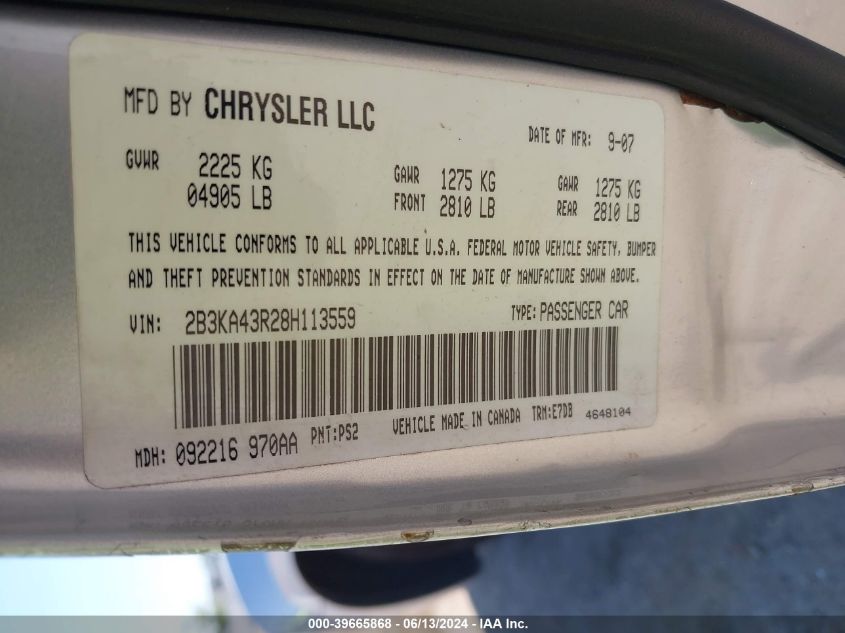 MFD BY CHRYSLER LLC
DATE OF MFR: 9-07
GVWR 2225 KG
04905 LB
GAWR 1275 KG
FRONT 2810 LB
GAWR 1275 KG
REAR 2810 LB
THIS VEHICLE CONFORMS TO ALL APPLICABLE U.S.A. FEDERAL MOTOR VEHICLE SAFETY, BUMPER
AND THEFT PREVENTION STANDARDS IN EFFECT ON THE DATE OF MANUFACTURE SHOWN ABOVE.
VIN: 2B3KA43R28H113559
TYPE: PASSENGER CAR
MDH: 092216 970AA
PNT: PS2
VEHICLE MADE IN CANADA
TRM: E7DB
4648104
000-39665868 - 06/13/2024 - IAA Inc.